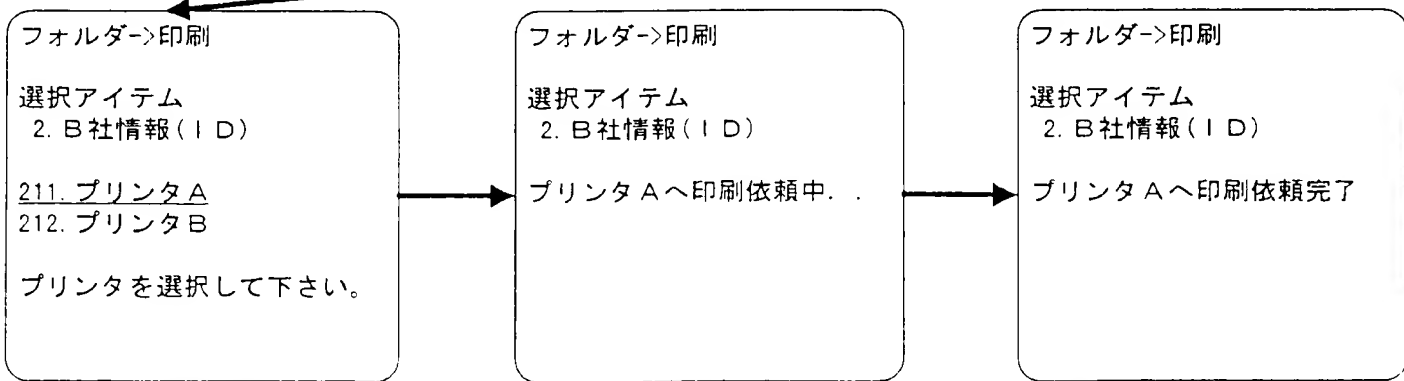 フォルダ->印刷
選択アイテム
2. B社情報(ID)
211. プリンタA
212. プリンタB
プリンタを選択して下さい。
フォルダ->印刷
選択アイテム
2. B社情報(ID)
プリンタAへ印刷依頼中. .
フォルダ->印刷
選択アイテム
2. B社情報(ID)
プリンタAへ印刷依頼完了